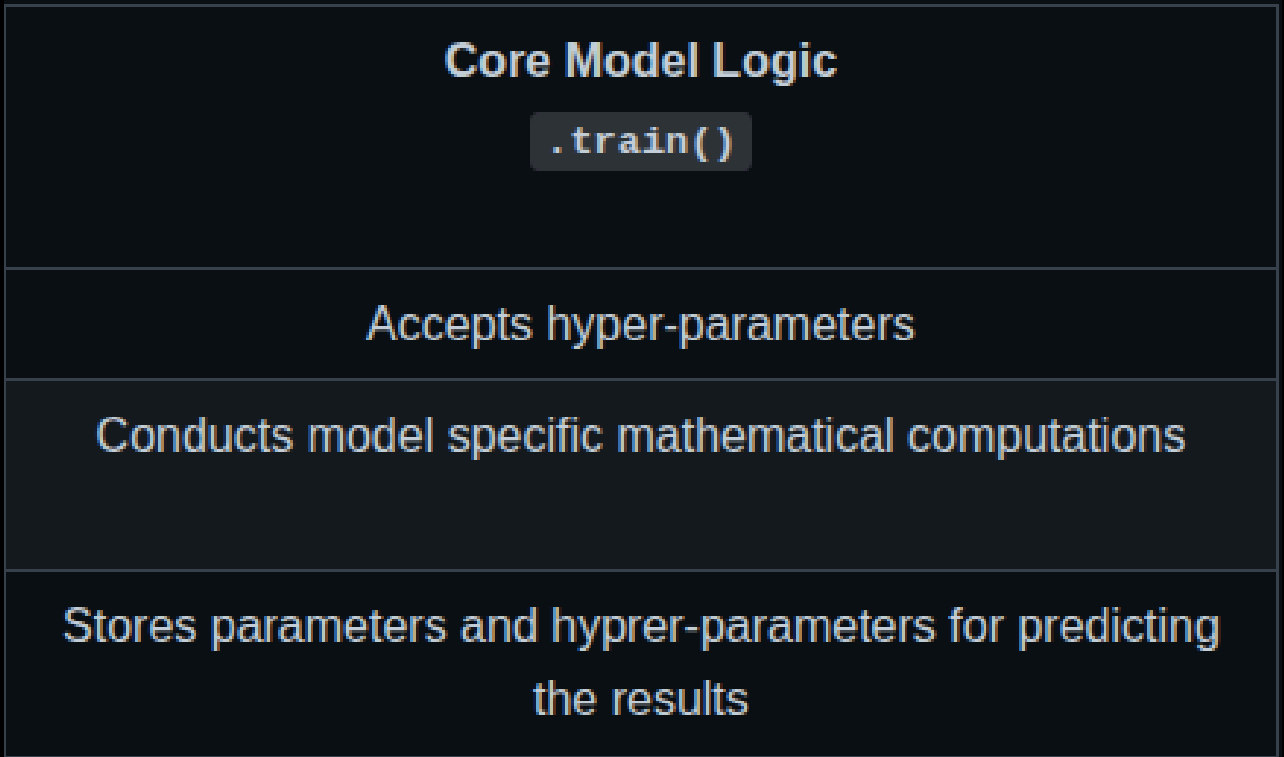 Core Model Logic
.train()
Accepts hyper-parameters
Conducts model specific mathematical computations
Stores parameters and hyprer-parameters for predicting
the results